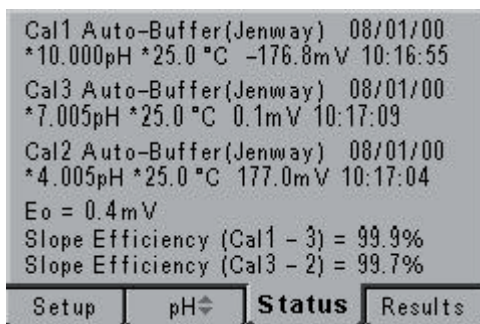 Cal1 Auto-Buffer(Jenway) 08/01/00
*10.000pH *25.0 °C -176.8mV 10:16:55
Cal3 Auto-Buffer(Jenway) 08/01/00
*7.005pH *25.0 °C 0.1mV 10:17:09
Cal2 Auto-Buffer(Jenway) 08/01/00
*4.005pH *25.0 °C 177.0mV 10:17:04
Eo = 0.4mV
Slope Efficiency (Cal1 - 3) = 99.9%
Slope Efficiency (Cal3 - 2) = 99.7%
Setup pH Status Results